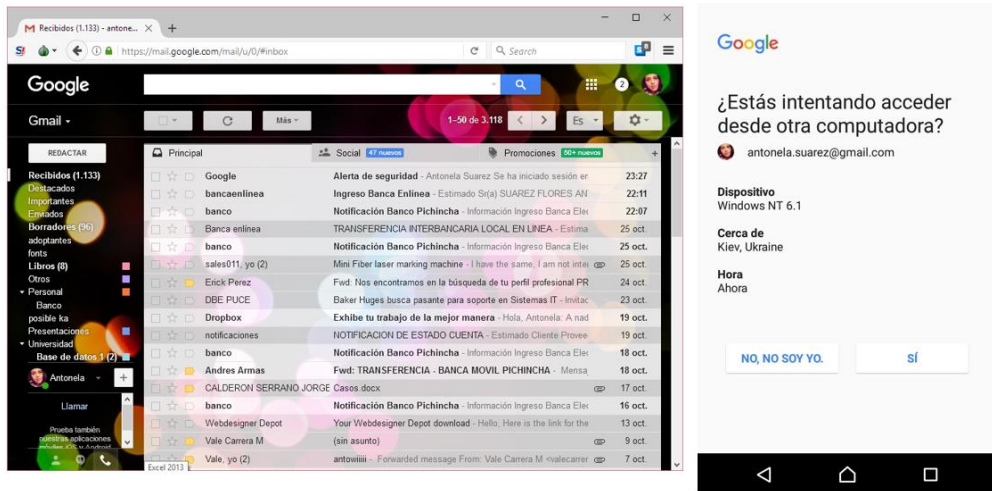 Recibidos (1.133) - antone...
https://mail.google.com/mail/u/0/#inbox
Search
Google
2
Gmail
Más
1–50 de 3.118
Es
REDACTAR
Recibidos (1.133)
Destacados
Importantes
Enviados
Borradores (96)
adoptantes
fonts
Libros (8)
Otros
Personal
Banco
posible ka
Presentaciones
Universidad
Base de datos 1 (2)
Antonela
Llamar
Prueba también
nuestras aplicaciones
móviles iOS y Android
Excel 2013
Principal
Social 47 nuevos
Promociones 50+ nuevos
Google Alerta de seguridad - Antonela Suarez Se ha iniciado sesión en 23:27
bancaenlinea Ingreso Banca Enlinea - Estimado Sr(a) SUAREZ FLORES AN 22:11
banco Notificación Banco Pichincha - Información Ingreso Banca Elec 22:07
Banca enlinea TRANSFERENCIA INTERBANCARIA LOCAL EN LINEA - Estima 25 oct.
banco Notificación Banco Pichincha - Información Ingreso Banca Elec 25 oct.
sales011, yo (2) Mini Fiber laser marking machine - I have the same, I am not inter 25 oct.
Erick Perez Fwd: Nos encontramos en la búsqueda de tu perfil profesional PR 24 oct.
DBE PUCE Baker Huges busca pasante para soporte en Sistemas IT - Invitac 23 oct.
Dropbox Exhibe tu trabajo de la mejor manera - Hola, Antonela: A nad 19 oct.
notificaciones NOTIFICACION DE ESTADO CUENTA - Estimado Cliente Provee 19 oct.
banco Notificación Banco Pichincha - Información Ingreso Banca Elec 18 oct.
Andres Armas Fwd: TRANSFERENCIA - BANCA MOVIL PICHINCHA - Mensa 18 oct.
CALDERON SERRANO JORGE Casos.docx 17 oct.
banco Notificación Banco Pichincha - Información Ingreso Banca Elec 16 oct.
Webdesigner Depot Your Webdesigner Depot download - Hello, Here is the link for the 13 oct.
Vale Carrera M (sin asunto) 9 oct.
Vale, yo (2) antowiiiii - Forwarded message From: Vale Carrera M <valecarrer 7 oct.
Google
¿Estás intentando acceder
desde otra computadora?
antonela.suarez@gmail.com
Dispositivo
Windows NT 6.1
Cerca de
Kiev, Ukraine
Hora
Ahora
NO, NO SOY YO.
SÍ